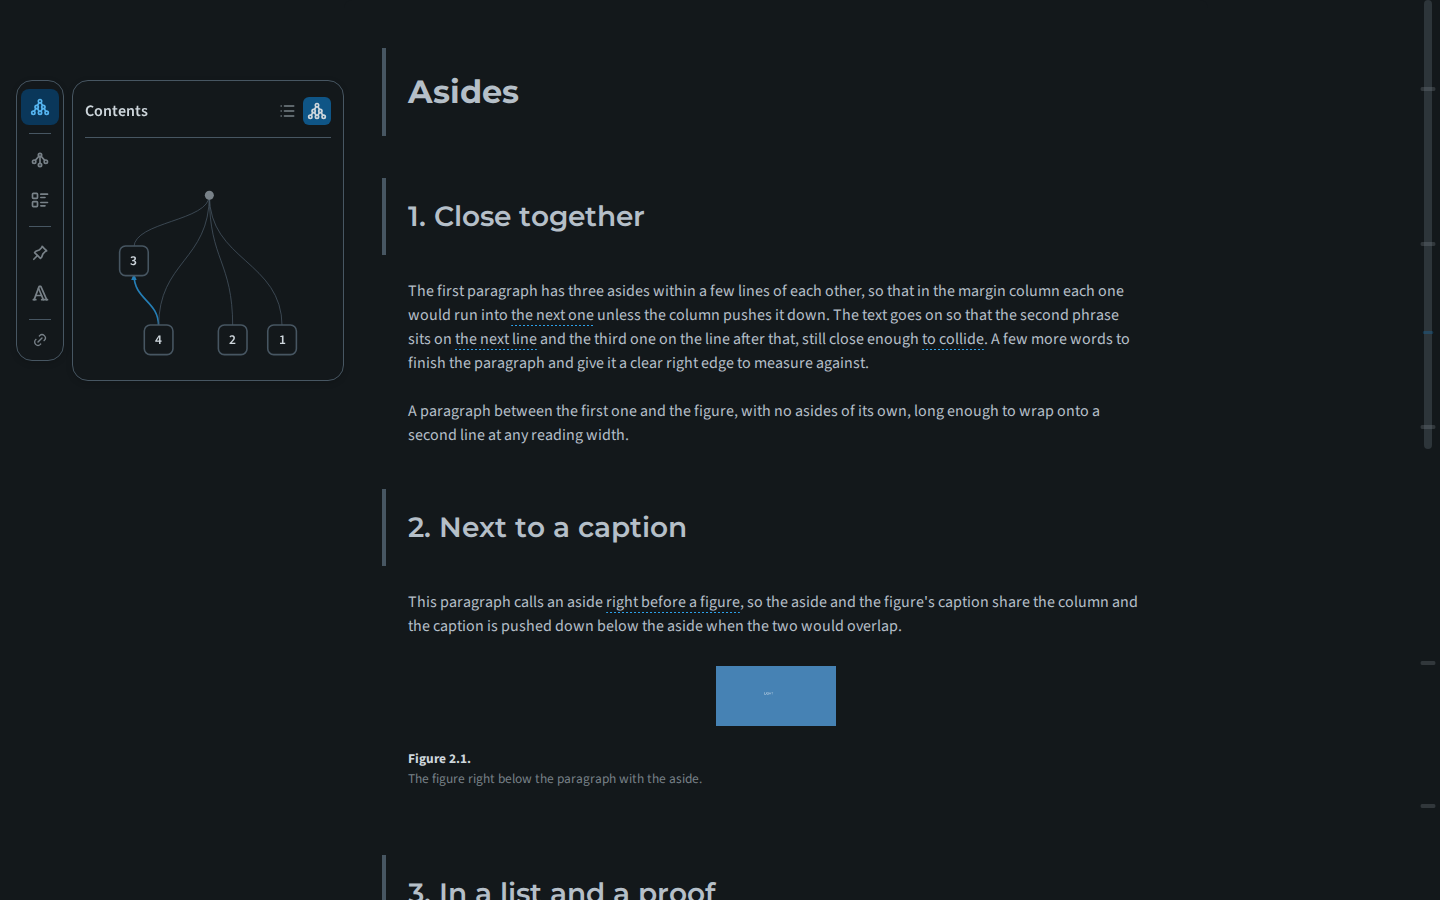 Contents
3
4
2
1
Asides
1. Close together
The first paragraph has three asides within a few lines of each other, so that in the margin column each one
would run into the next one unless the column pushes it down. The text goes on so that the second phrase
sits on the next line and the third one on the line after that, still close enough to collide. A few more words to
finish the paragraph and give it a clear right edge to measure against.
A paragraph between the first one and the figure, with no asides of its own, long enough to wrap onto a
second line at any reading width.
2. Next to a caption
This paragraph calls an aside right before a figure, so the aside and the figure's caption share the column and
the caption is pushed down below the aside when the two would overlap.
Figure 2.1.
The figure right below the paragraph with the aside.
3. In a list and a proof